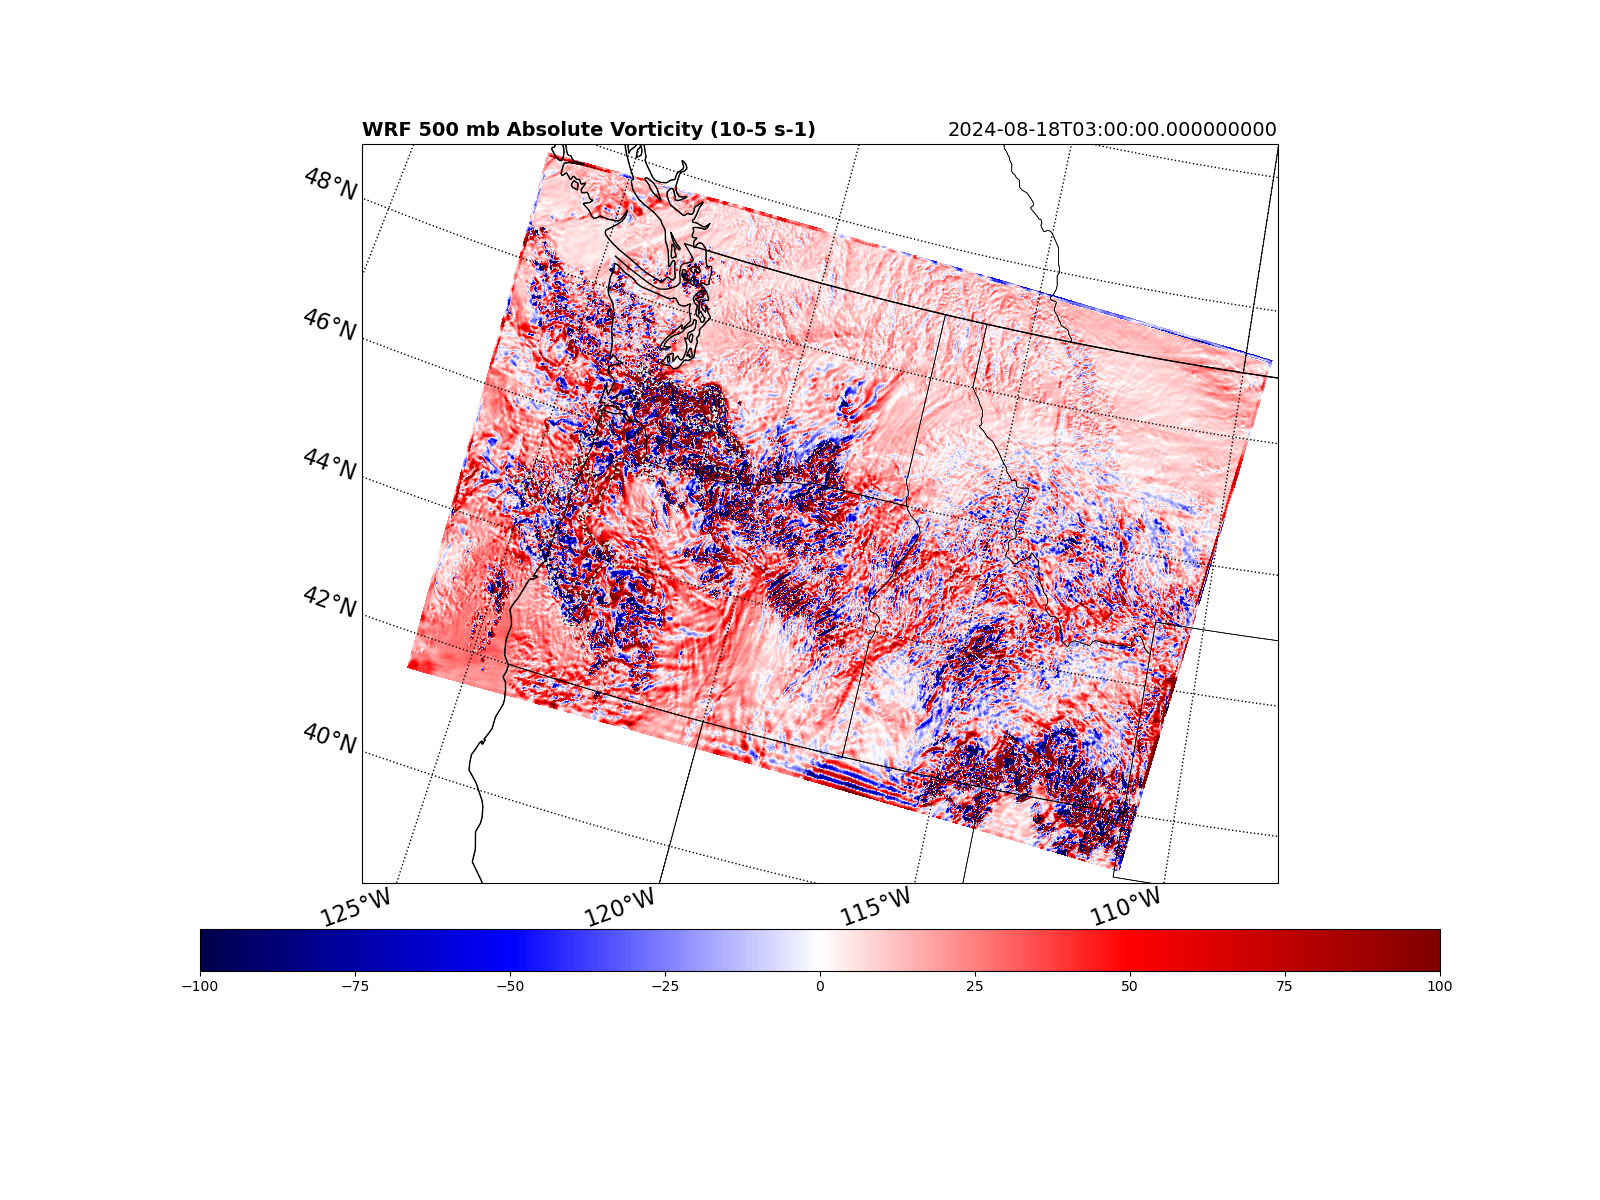 WRF 500 mb Absolute Vorticity (10-5 s-1)
2024-08-18T03:00:00.000000000
48°N
46°N
44°N
42°N
40°N
125°W
120°W
115°W
110°W
−100
−75
−50
−25
0
25
50
75
100